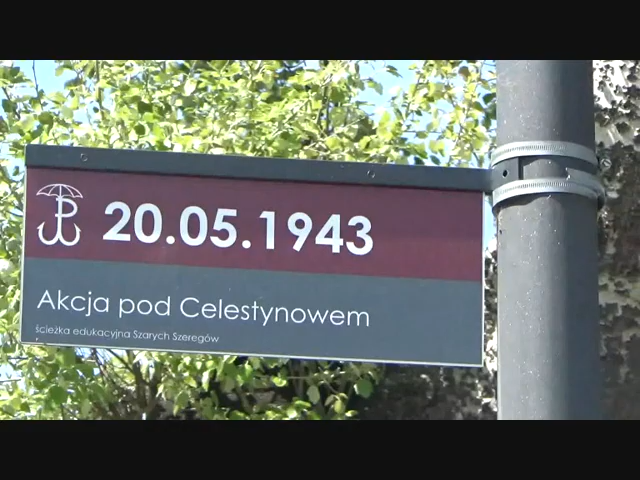 20.05.1943
Akcja pod Celestynowem
ścieżka edukacyjna Szarych Szeregów